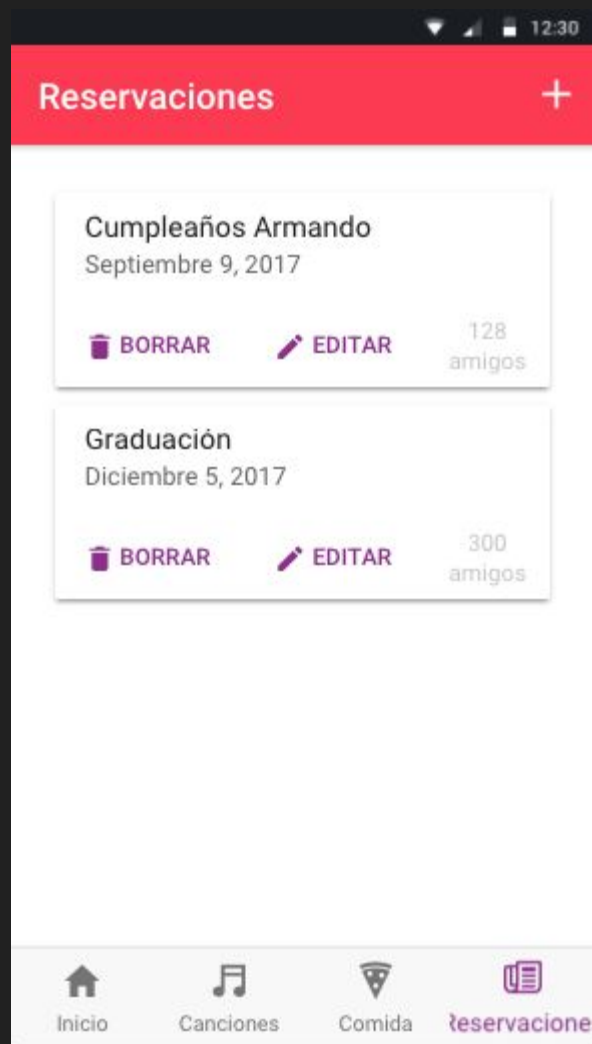 12:30
Reservaciones
Cumpleaños Armando
Septiembre 9, 2017
BORRAR EDITAR 128 amigos
Graduación
Diciembre 5, 2017
BORRAR EDITAR 300 amigos
Inicio Canciones Comida Reservacione